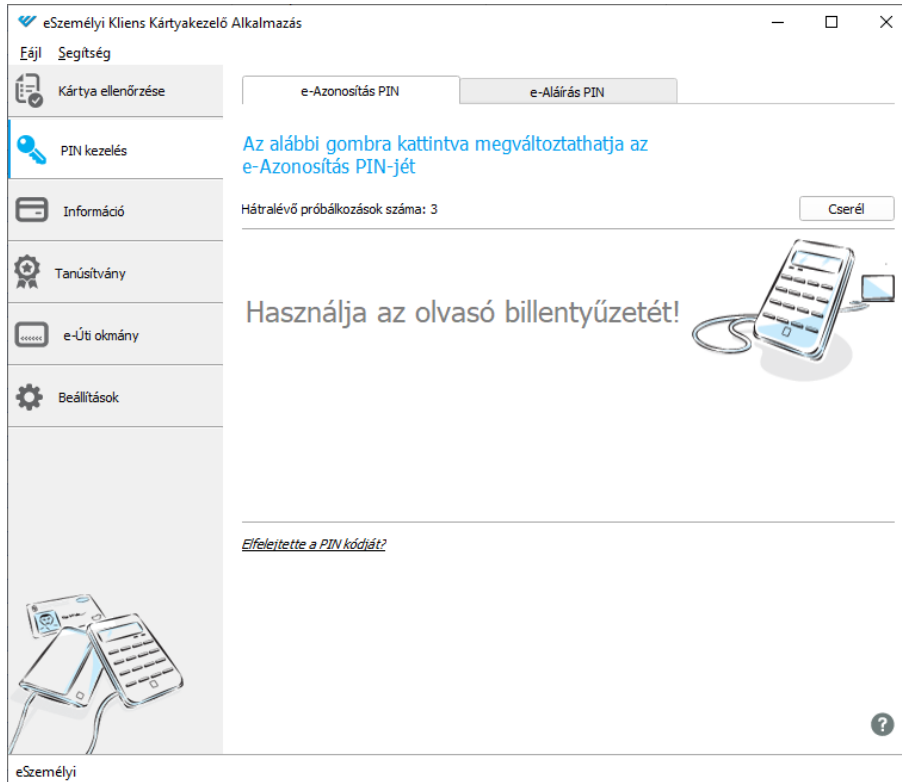 eSzemélyi Kliens Kártyakezelő Alkalmazás
Fájl Segítség
Kártya ellenőrzése
PIN kezelés
Információ
Tanúsítvány
e-Úti okmány
Beállítások
e-Azonosítás PIN
e-Aláírás PIN
Az alábbi gombra kattintva megváltoztathatja az
e-Azonosítás PIN-jét
Hátralévő próbálkozások száma: 3
Cserél
Használja az olvasó billentyűzetét!
Elfelejtette a PIN kódját?
?
eSzemélyi